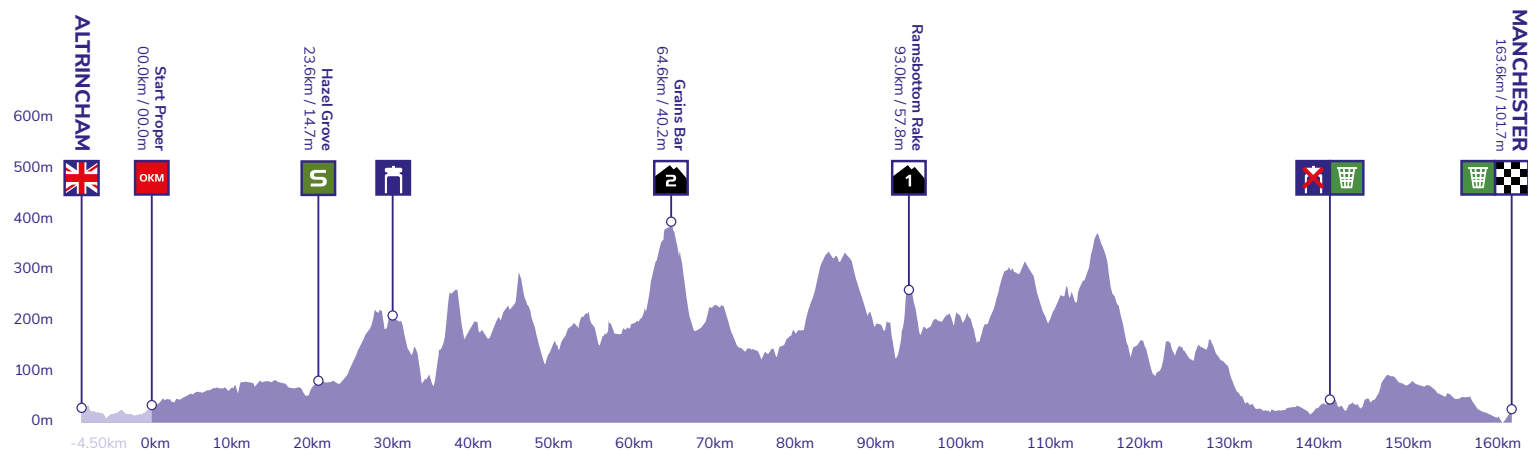 ALTRINCHAM
Start Proper
00.0km / 00.0m
Hazel Grove
23.6km / 14.7m
Grains Bar
64.6km / 40.2m
Ramsbottom Rake
93.0km / 57.8m
MANCHESTER
163.6km / 101.7m
0KM
S
2
1
600m
500m
400m
300m
200m
100m
0m
-4.50km 0km 10km 20km 30km 40km 50km 60km 70km 80km 90km 100km 110km 120km 130km 140km 150km 160km